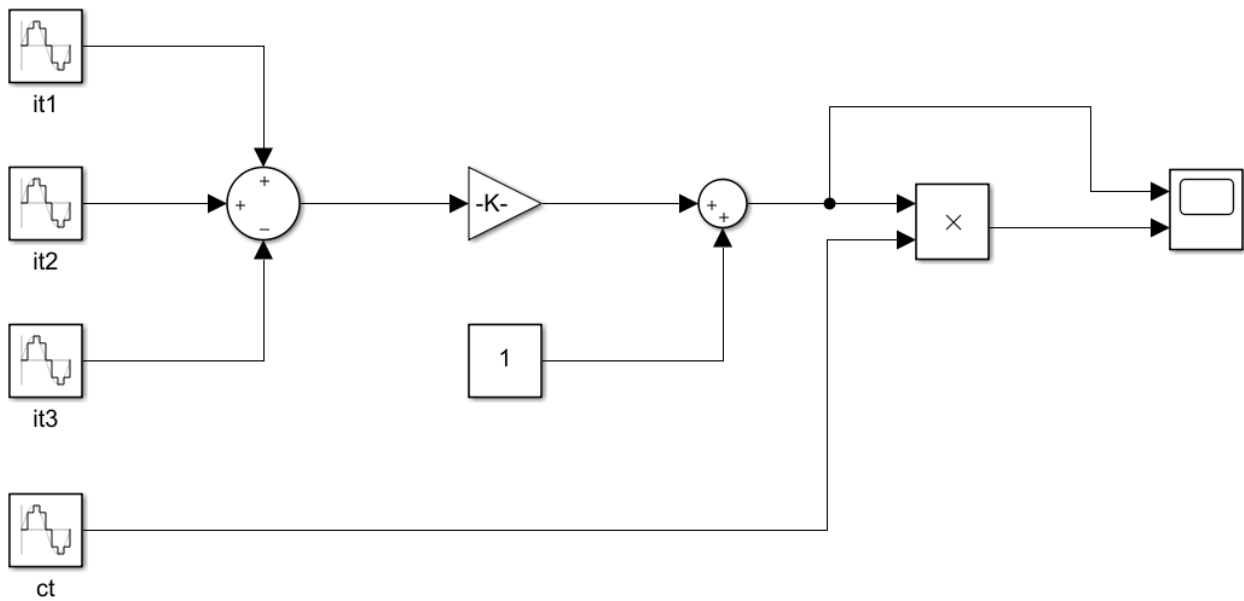 it1
+
it2
+
−
-K-
+
+
×
it3
1
ct